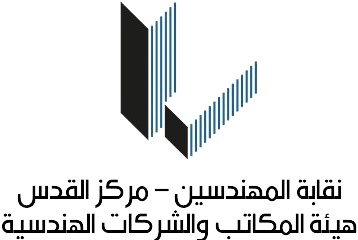 نقابة المهندسين – مركز القدس
هيئة المكاتب والشركات الهندسية